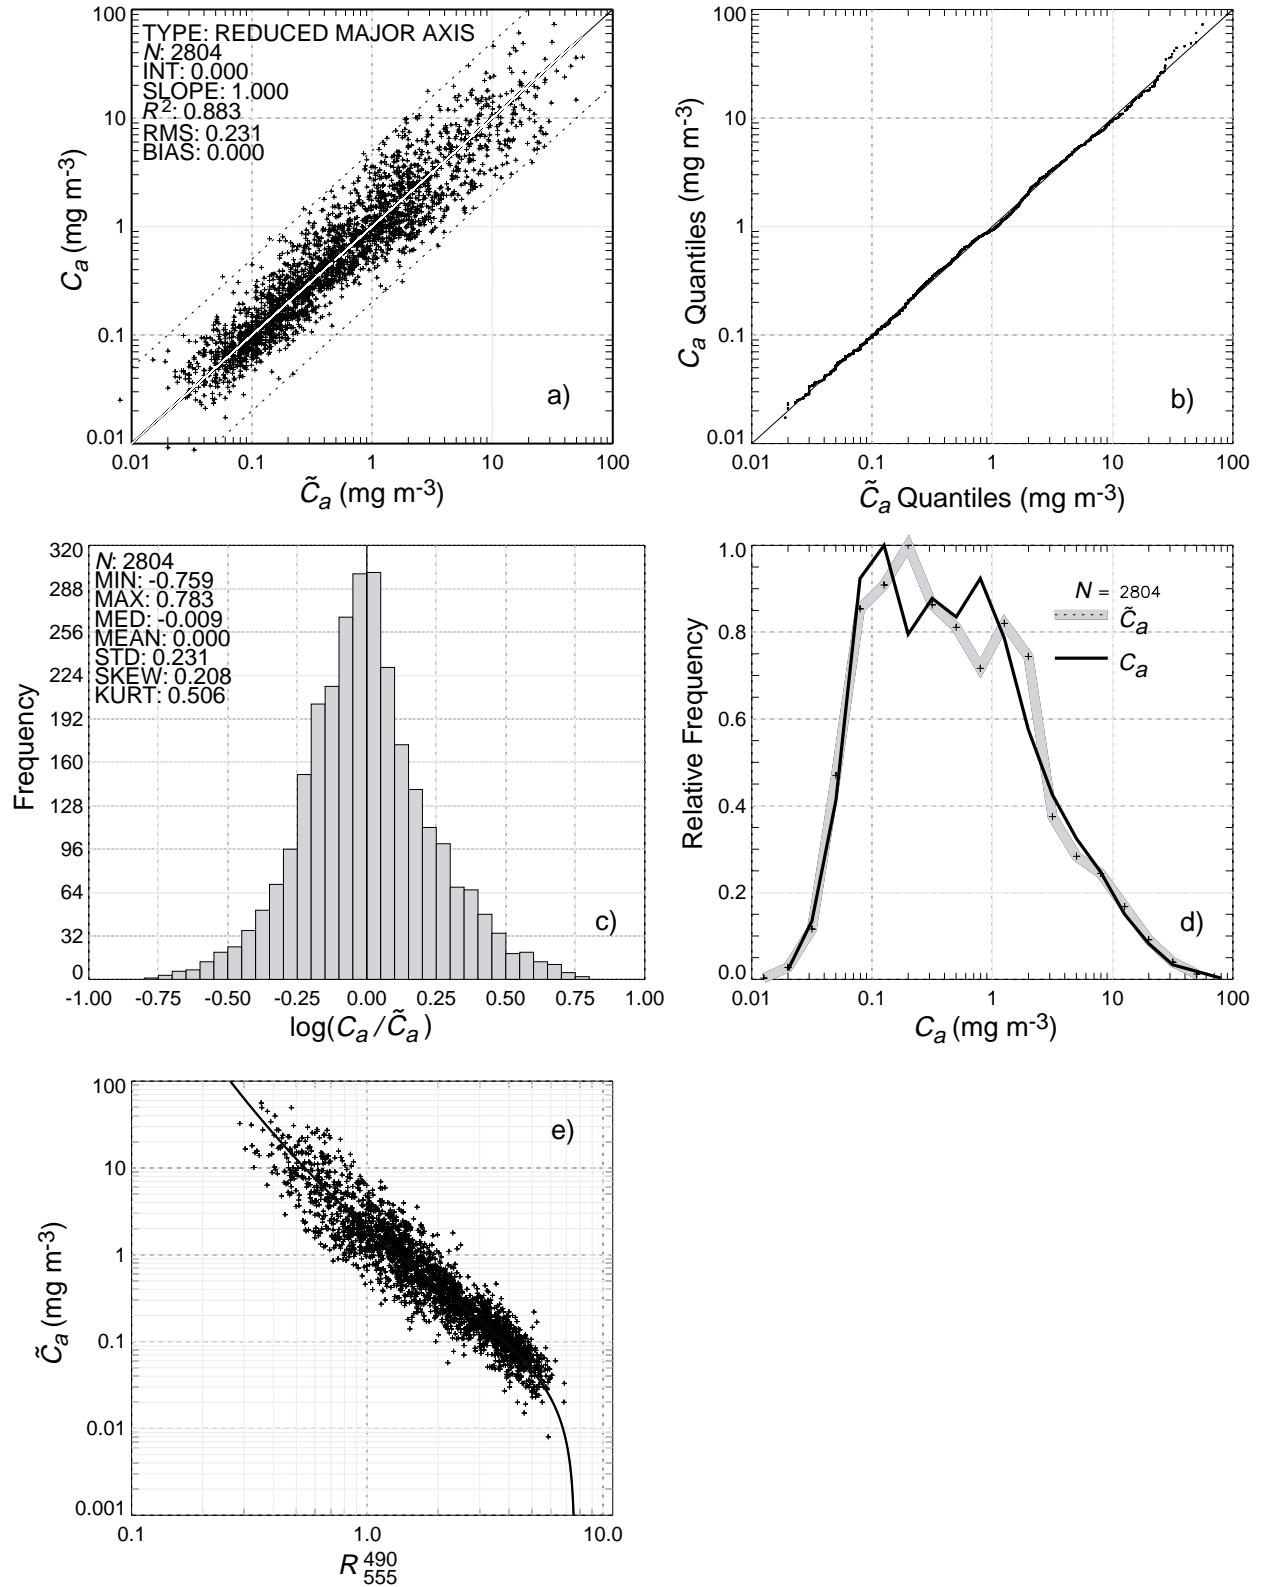 TYPE: REDUCED MAJOR AXIS
N: 2804
INT: 0.000
SLOPE: 1.000
R²: 0.883
RMS: 0.231
BIAS: 0.000
100
10
1
0.1
0.01
Ca (mg m-3)
a)
0.01 0.1 1 10 100
C̃a (mg m-3)
100
10
1
0.1
0.01
Ca Quantiles (mg m-3)
b)
0.01 0.1 1 10 100
C̃a Quantiles (mg m-3)
N: 2804
MIN: -0.759
MAX: 0.783
MED: -0.009
MEAN: 0.000
STD: 0.231
SKEW: 0.208
KURT: 0.506
320
288
256
224
192
160
128
96
64
32
0
Frequency
c)
-1.00 -0.75 -0.50 -0.25 0.00 0.25 0.50 0.75 1.00
log(Ca/C̃a)
1.0
0.8
0.6
0.4
0.2
0.0
Relative Frequency
N = 2804
C̃a
Ca
d)
0.01 0.1 1 10 100
Ca (mg m-3)
100
10
1
0.1
0.01
0.001
C̃a (mg m-3)
e)
0.1 1.0 10.0
R 490 555